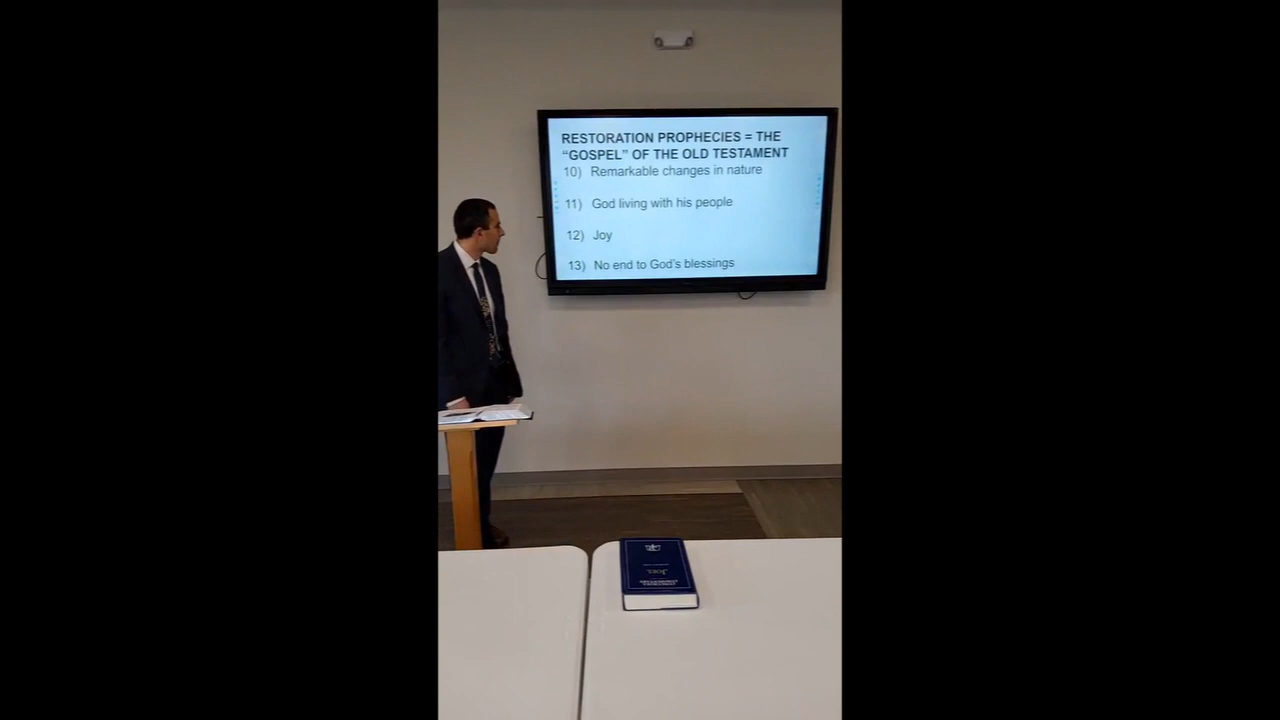 RESTORATION PROPHECIES = THE
“GOSPEL” OF THE OLD TESTAMENT
10) Remarkable changes in nature
11) God living with his people
12) Joy
13) No end to God's blessings
JOEL